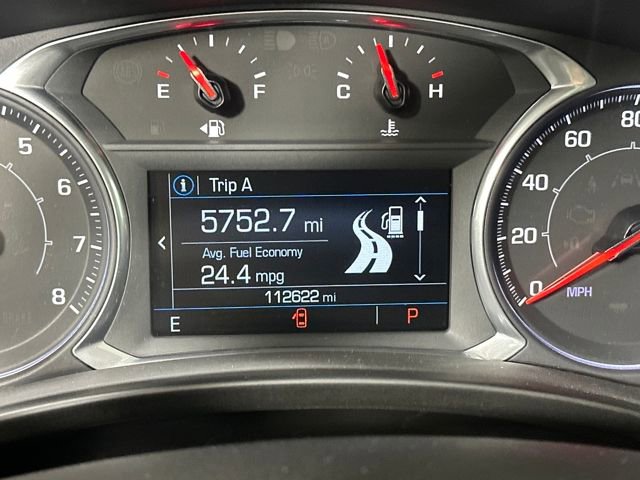 E F
C H
Trip A
5752.7 mi
Avg. Fuel Economy
24.4 mpg
112622 mi
E P
5
6
7
8
0
20
40
60
80
MPH